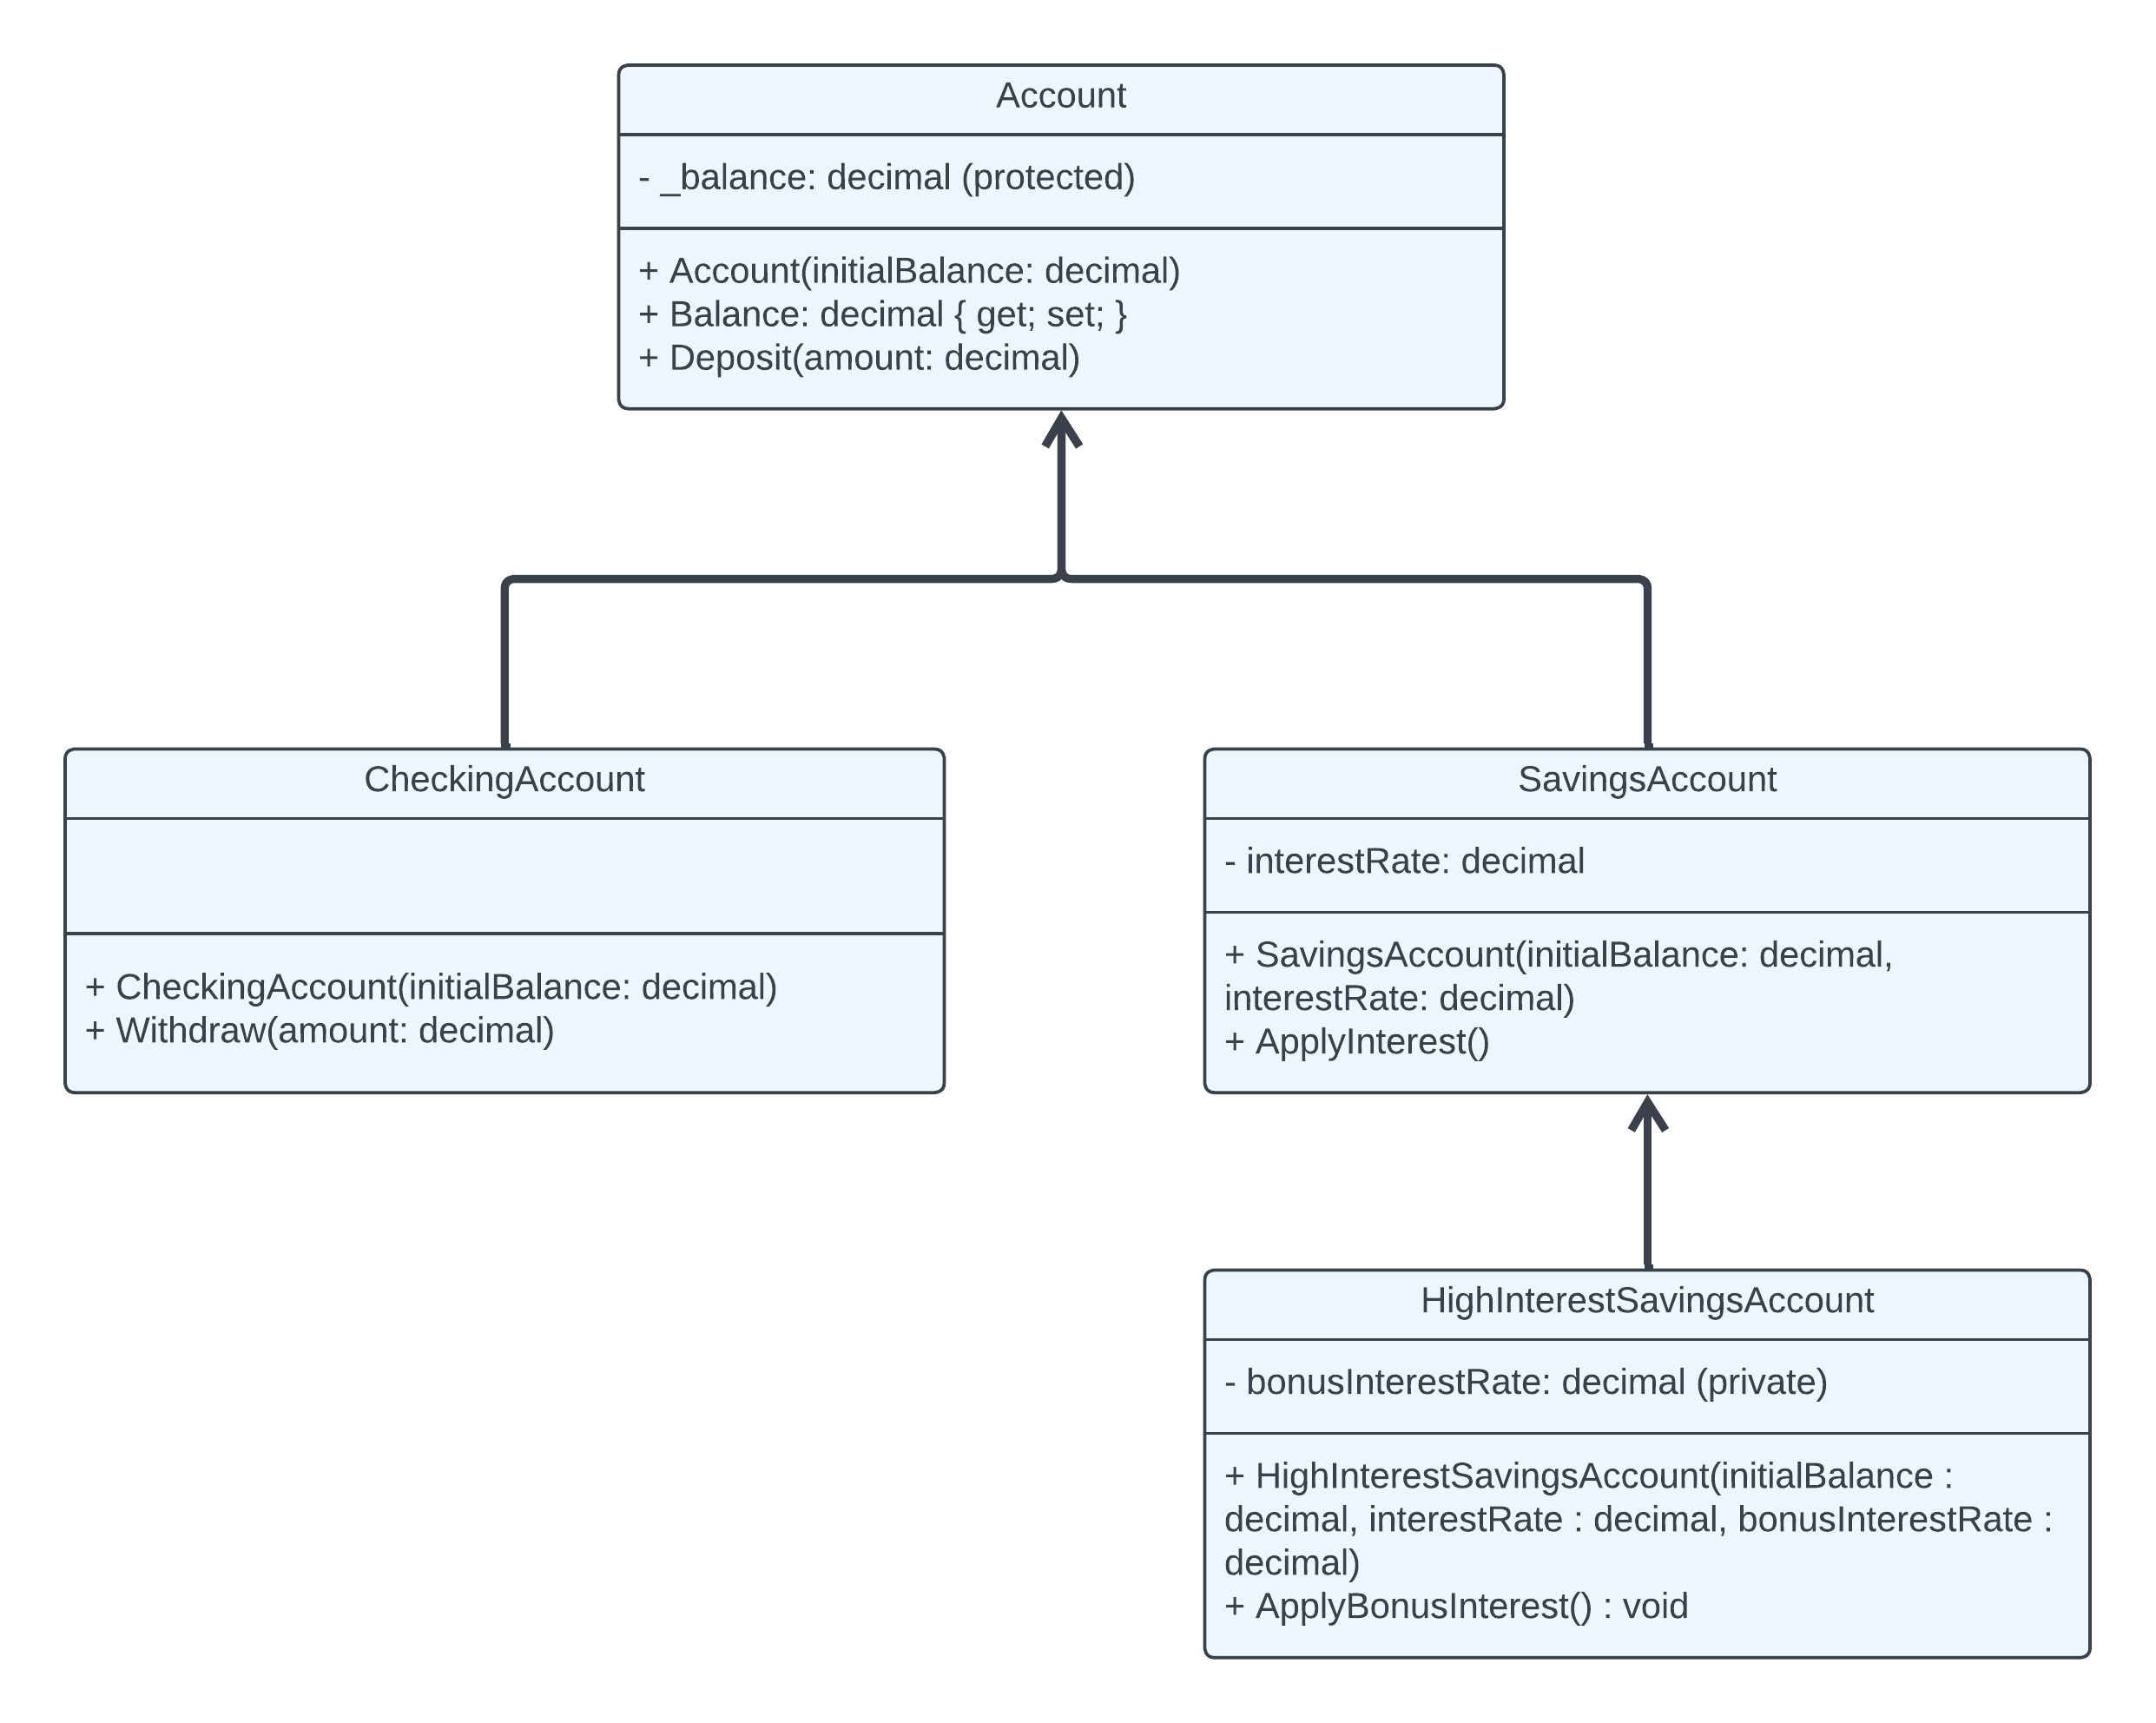 Account
- _balance: decimal (protected)
+ Account(initialBalance: decimal)
+ Balance: decimal { get; set; }
+ Deposit(amount: decimal)
CheckingAccount
+ CheckingAccount(initialBalance: decimal)
+ Withdraw(amount: decimal)
SavingsAccount
- interestRate: decimal
+ SavingsAccount(initialBalance: decimal,
interestRate: decimal)
+ ApplyInterest()
HighInterestSavingsAccount
- bonusInterestRate: decimal (private)
+ HighInterestSavingsAccount(initialBalance :
decimal, interestRate : decimal, bonusInterestRate :
decimal)
+ ApplyBonusInterest() : void